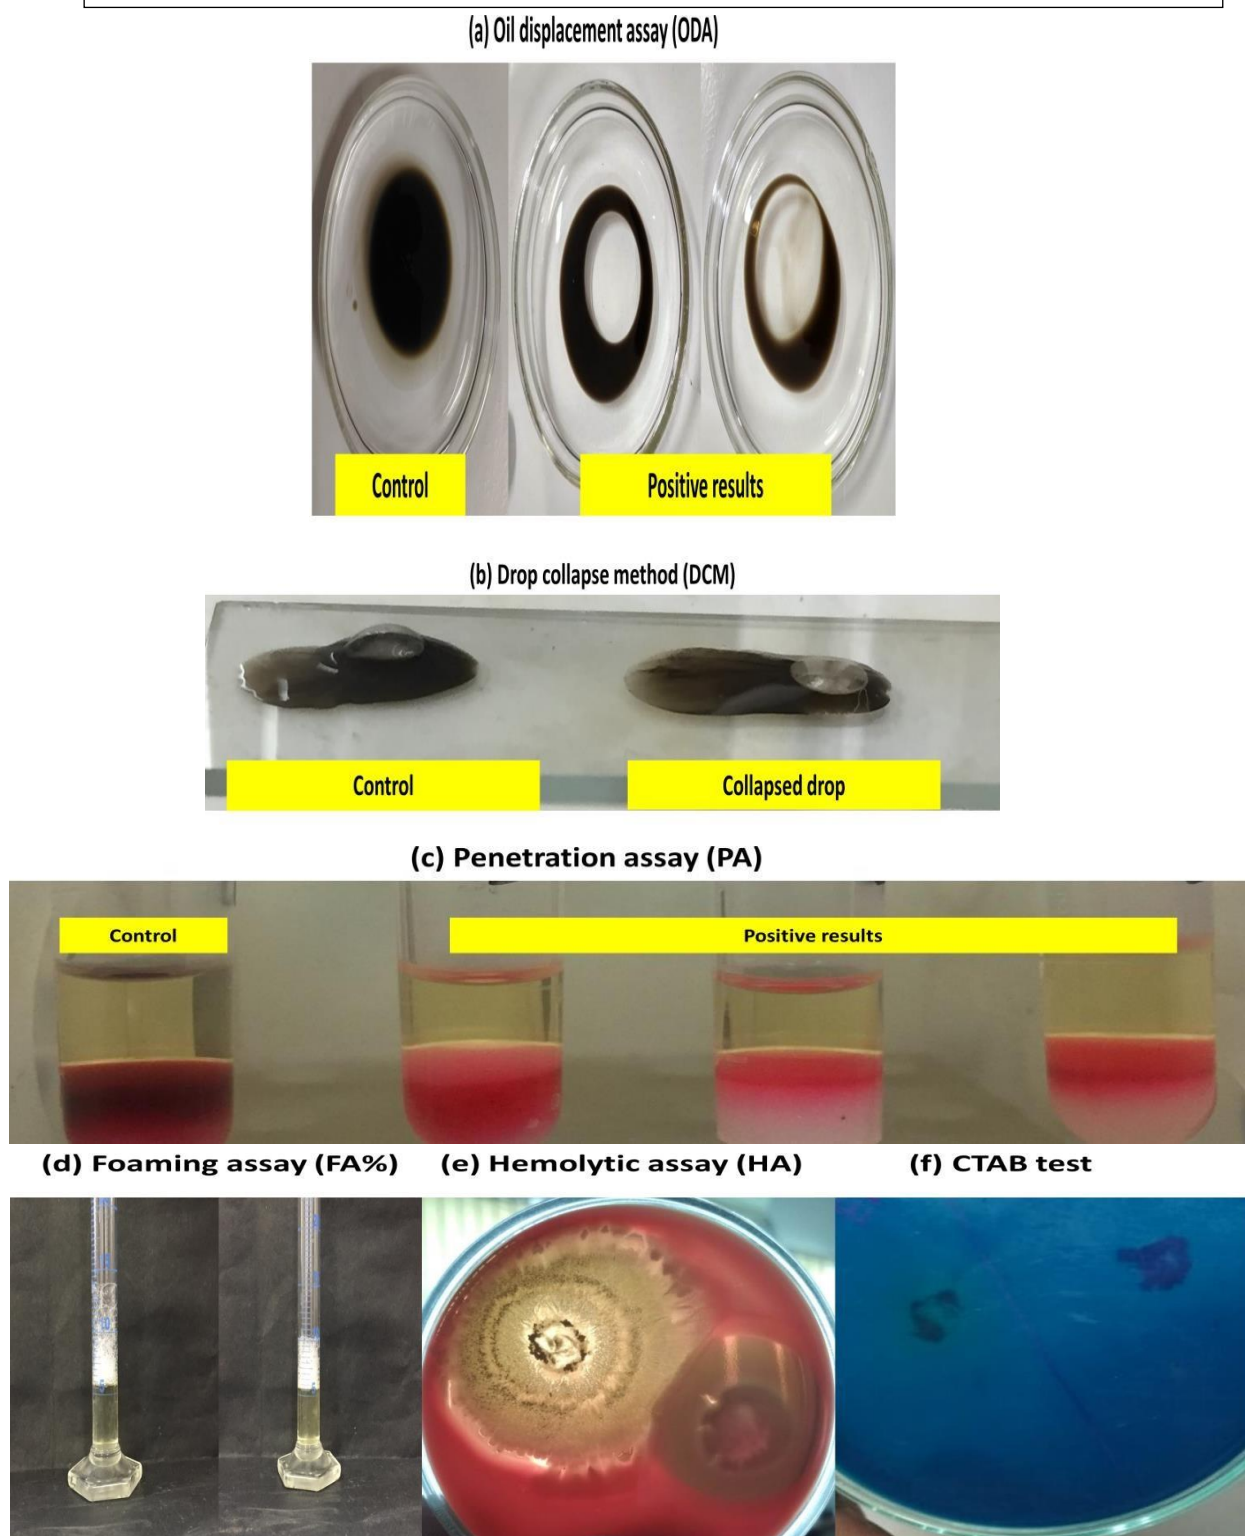 (a) Oil displacement assay (ODA)
Control
Positive results
(b) Drop collapse method (DCM)
Control
Collapsed drop
(c) Penetration assay (PA)
Control
Positive results
(d) Foaming assay (FA%)
(e) Hemolytic assay (HA)
(f) CTAB test